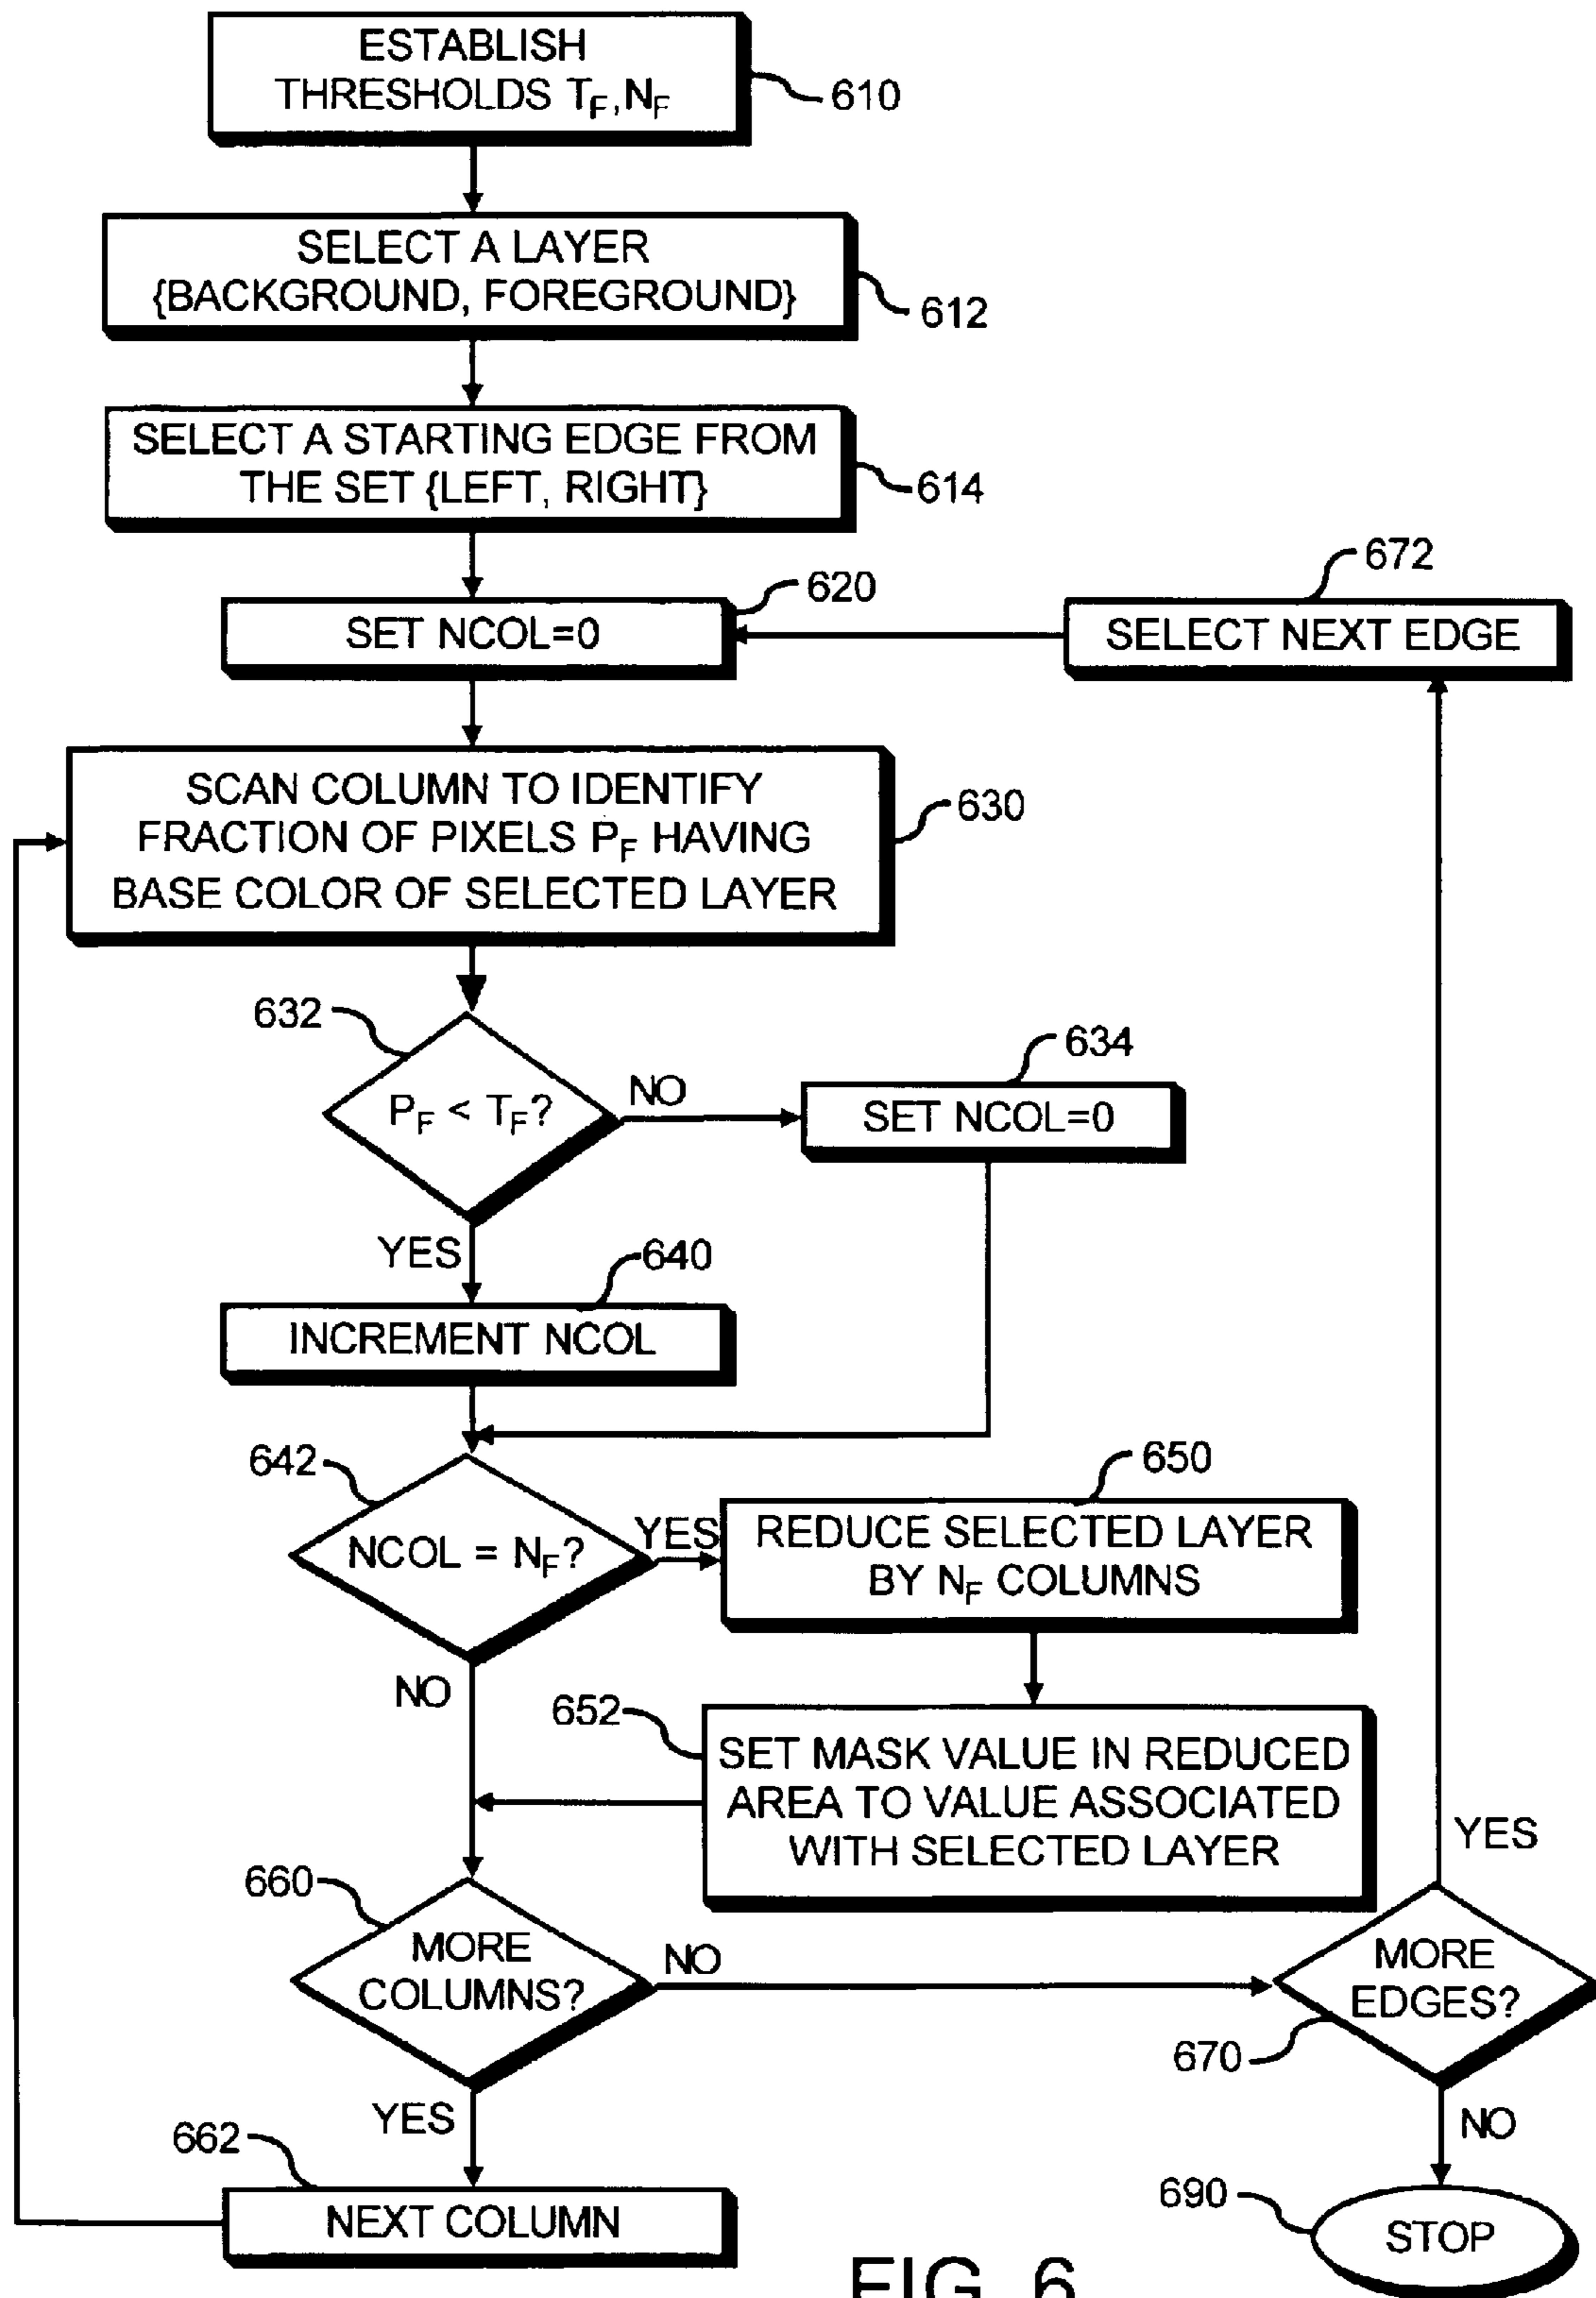 ESTABLISH
THRESHOLDS TF,NF
610
SELECT A LAYER
{BACKGROUND, FOREGROUND}
612
SELECT A STARTING EDGE FROM
THE SET {LEFT, RIGHT}
614
672
620
SET NCOL=0
SELECT NEXT EDGE
SCAN COLUMN TO IDENTIFY
FRACTION OF PIXELS PF HAVING
BASE COLOR OF SELECTED LAYER
630
632
PF < TF?
NO
634
SET NCOL=0
YES
640
INCREMENT NCOL
642
NCOL = NF?
YES
650
REDUCE SELECTED LAYER
BY NF COLUMNS
NO
652
SET MASK VALUE IN REDUCED
AREA TO VALUE ASSOCIATED
WITH SELECTED LAYER
YES
660
MORE
COLUMNS?
NO
MORE
EDGES?
670
YES
NO
662
NEXT COLUMN
690
STOP
FIG. 6